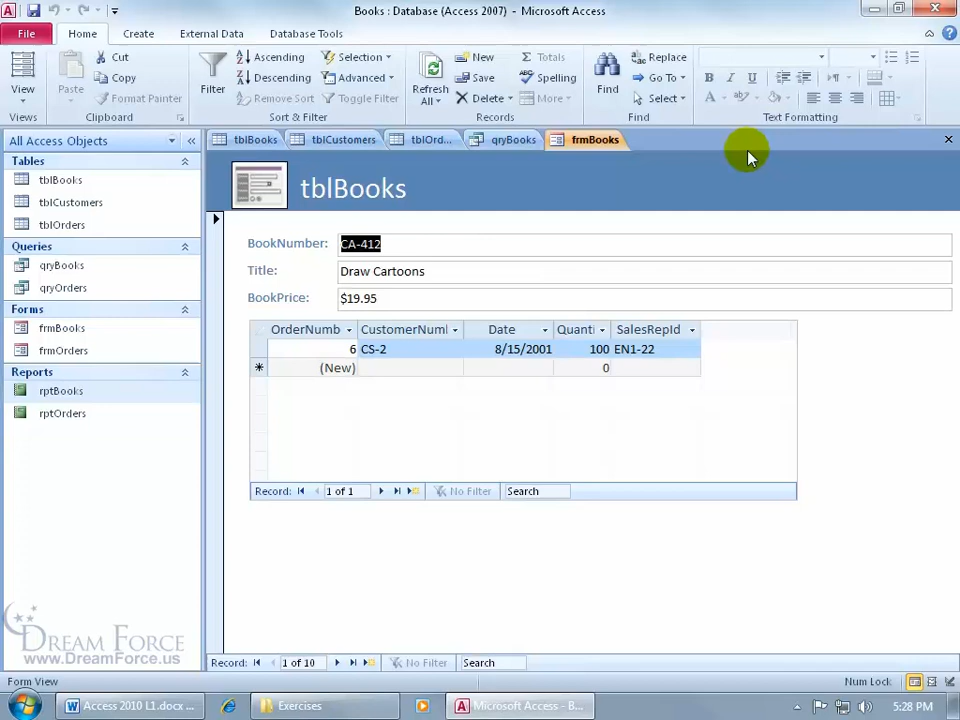 Books : Database (Access 2007) - Microsoft Access
File Home Create External Data Database Tools
View Paste Cut Filter Ascending Selection Refresh All New Totals Find Replace
Copy Descending Advanced Save Spelling Go To B I U
Format Painter Remove Sort Toggle Filter Delete More Select A
Views Clipboard Sort & Filter Records Find Text Formatting
All Access Objects
tblBooks tblCustomers tblOrd... qryBooks frmBooks
Tables
tblBooks
tblCustomers
tblOrders
Queries
qryBooks
qryOrders
Forms
frmBooks
frmOrders
Reports
rptBooks
rptOrders
tblBooks
BookNumber: CA-412
Title: Draw Cartoons
BookPrice: $19.95
OrderNumb CustomerNuml Date Quanti SalesRepId
6 CS-2 8/15/2001 100 EN1-22
(New) 0
Record: 1 of 1 No Filter Search
DREAM FORCE
www.DreamForce.us
Record: 1 of 10 No Filter Search
Form View Num Lock
Access 2010 L1.docx ... Exercises Microsoft Access - B... 5:28 PM